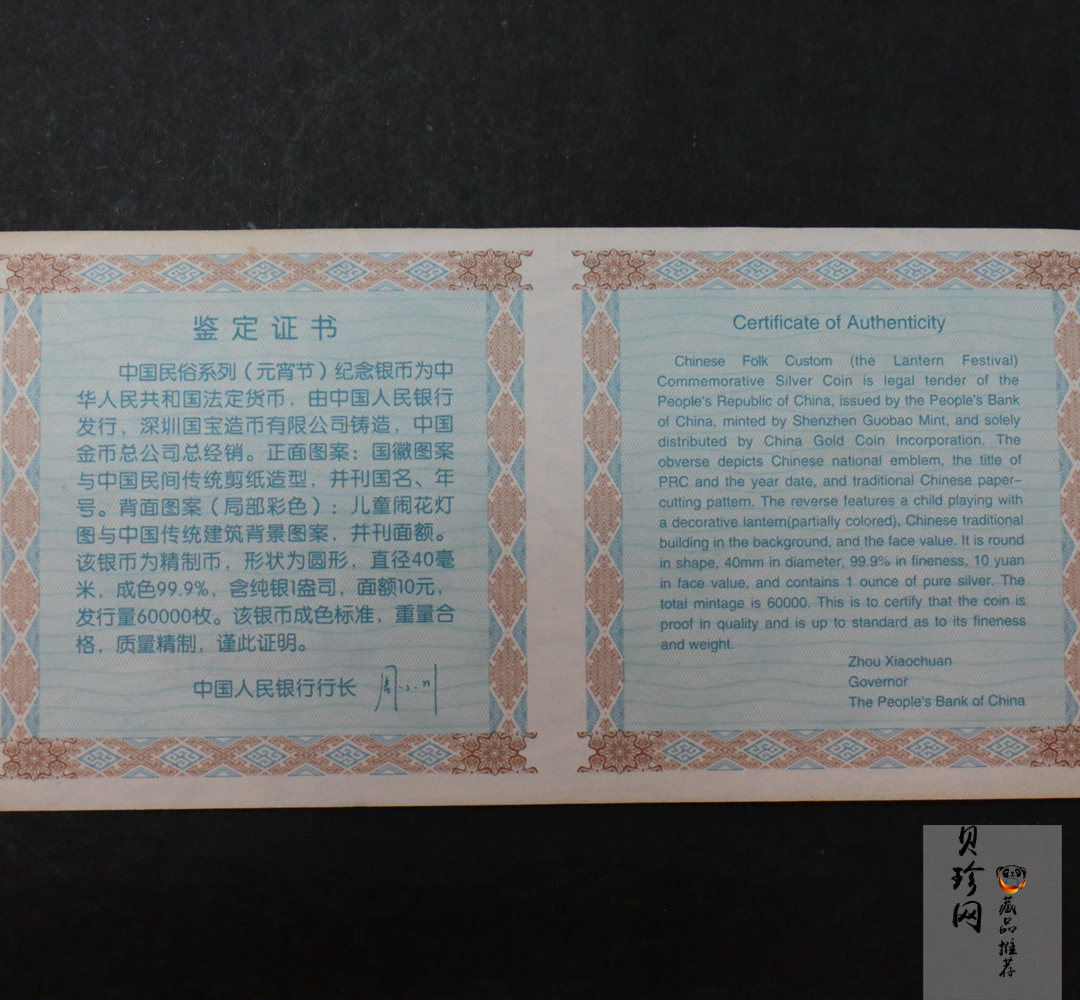 鉴定证书
中国民俗系列（元宵节）纪念银币为中
华人民共和国法定货币，由中国人民银行
发行，深圳国宝造币有限公司铸造，中国
金币总公司总经销。正面图案：国徽图案
与中国民间传统剪纸造型，并刊国名、年
号。背面图案（局部彩色）：儿童闹花灯
图与中国传统建筑背景图案，并刊面额。
该银币为精制币，形状为圆形，直径40毫
米，成色99.9%，含纯银1盎司，面额10元，
发行量60000枚。该银币成色标准，重量合
格，质量精制，谨此证明。
中国人民银行行长
Certificate of Authenticity
Chinese Folk Custom (the Lantern Festival)
Commemorative Silver Coin is legal tender of the
People's Republic of China, issued by the People's Bank
of China, minted by Shenzhen Guobao Mint, and solely
distributed by China Gold Coin Incorporation. The
obverse depicts Chinese national emblem, the title of
PRC and the year date, and traditional Chinese paper-
cutting pattern. The reverse features a child playing with
a decorative lantern(partially colored), Chinese traditional
building in the background, and the face value. It is round
in shape, 40mm in diameter, 99.9% in fineness, 10 yuan
in face value, and contains 1 ounce of pure silver. The
total mintage is 60000. This is to certify that the coin is
proof in quality and is up to standard as to its fineness
and weight.
Zhou Xiaochuan
Governor
The People's Bank of China
贝珍网
藏品推荐